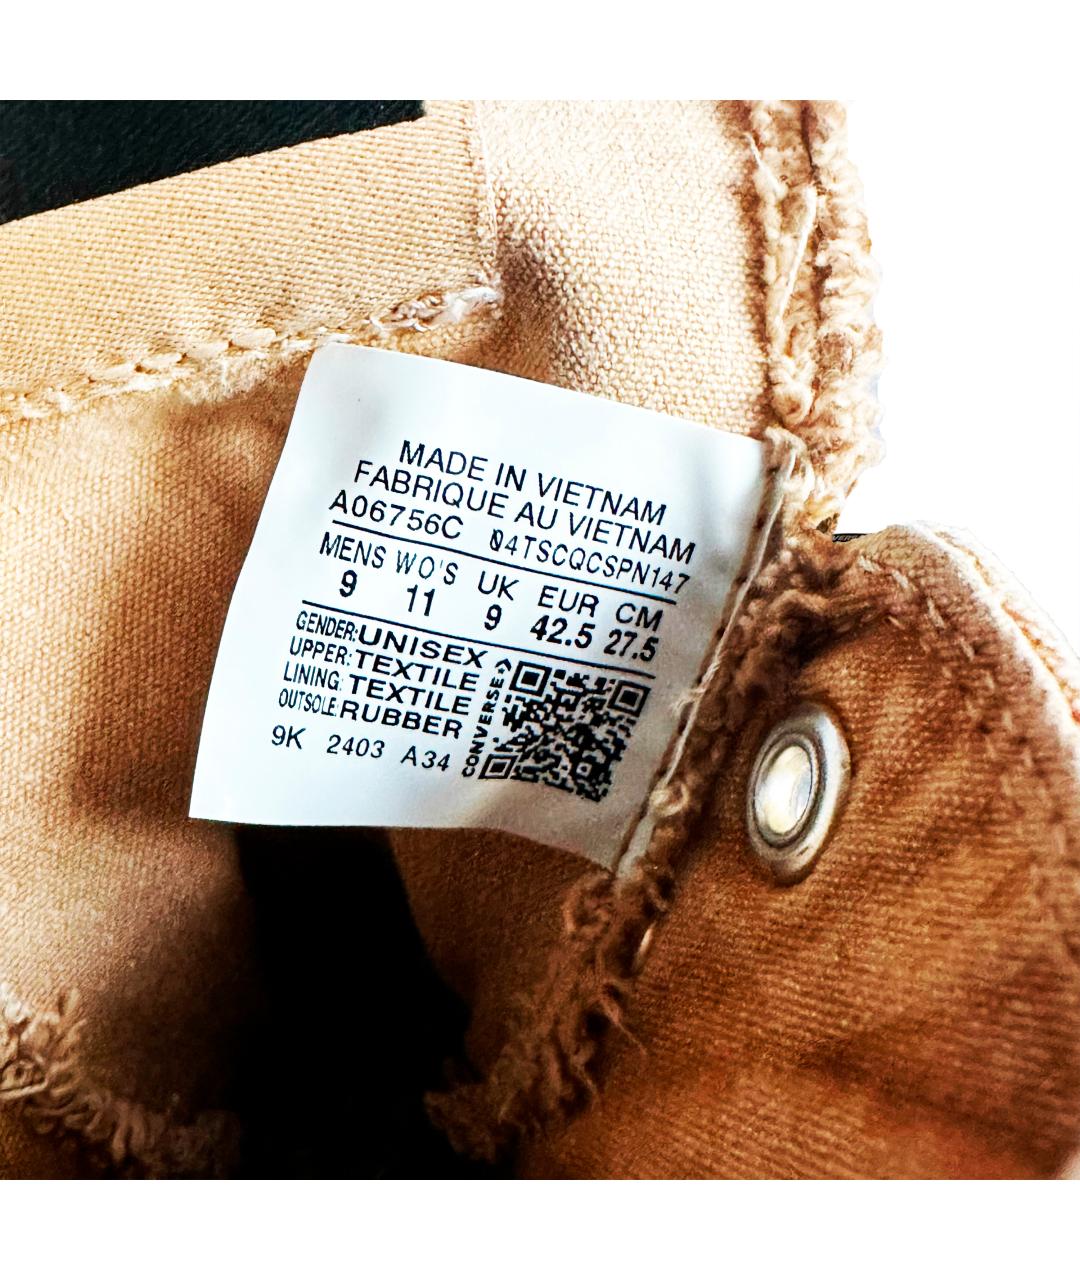 MADE IN VIETNAM
FABRIQUE AU VIETNAM
A06756C 04TSCQCSPN147
MENS WO'S UK EUR CM
9 11 9 42.5 27.5
GENDER:UNISEX
UPPER:TEXTILE
LINING:TEXTILE
OUTSOLE:RUBBER
CONVERSE
9K 2403 A34